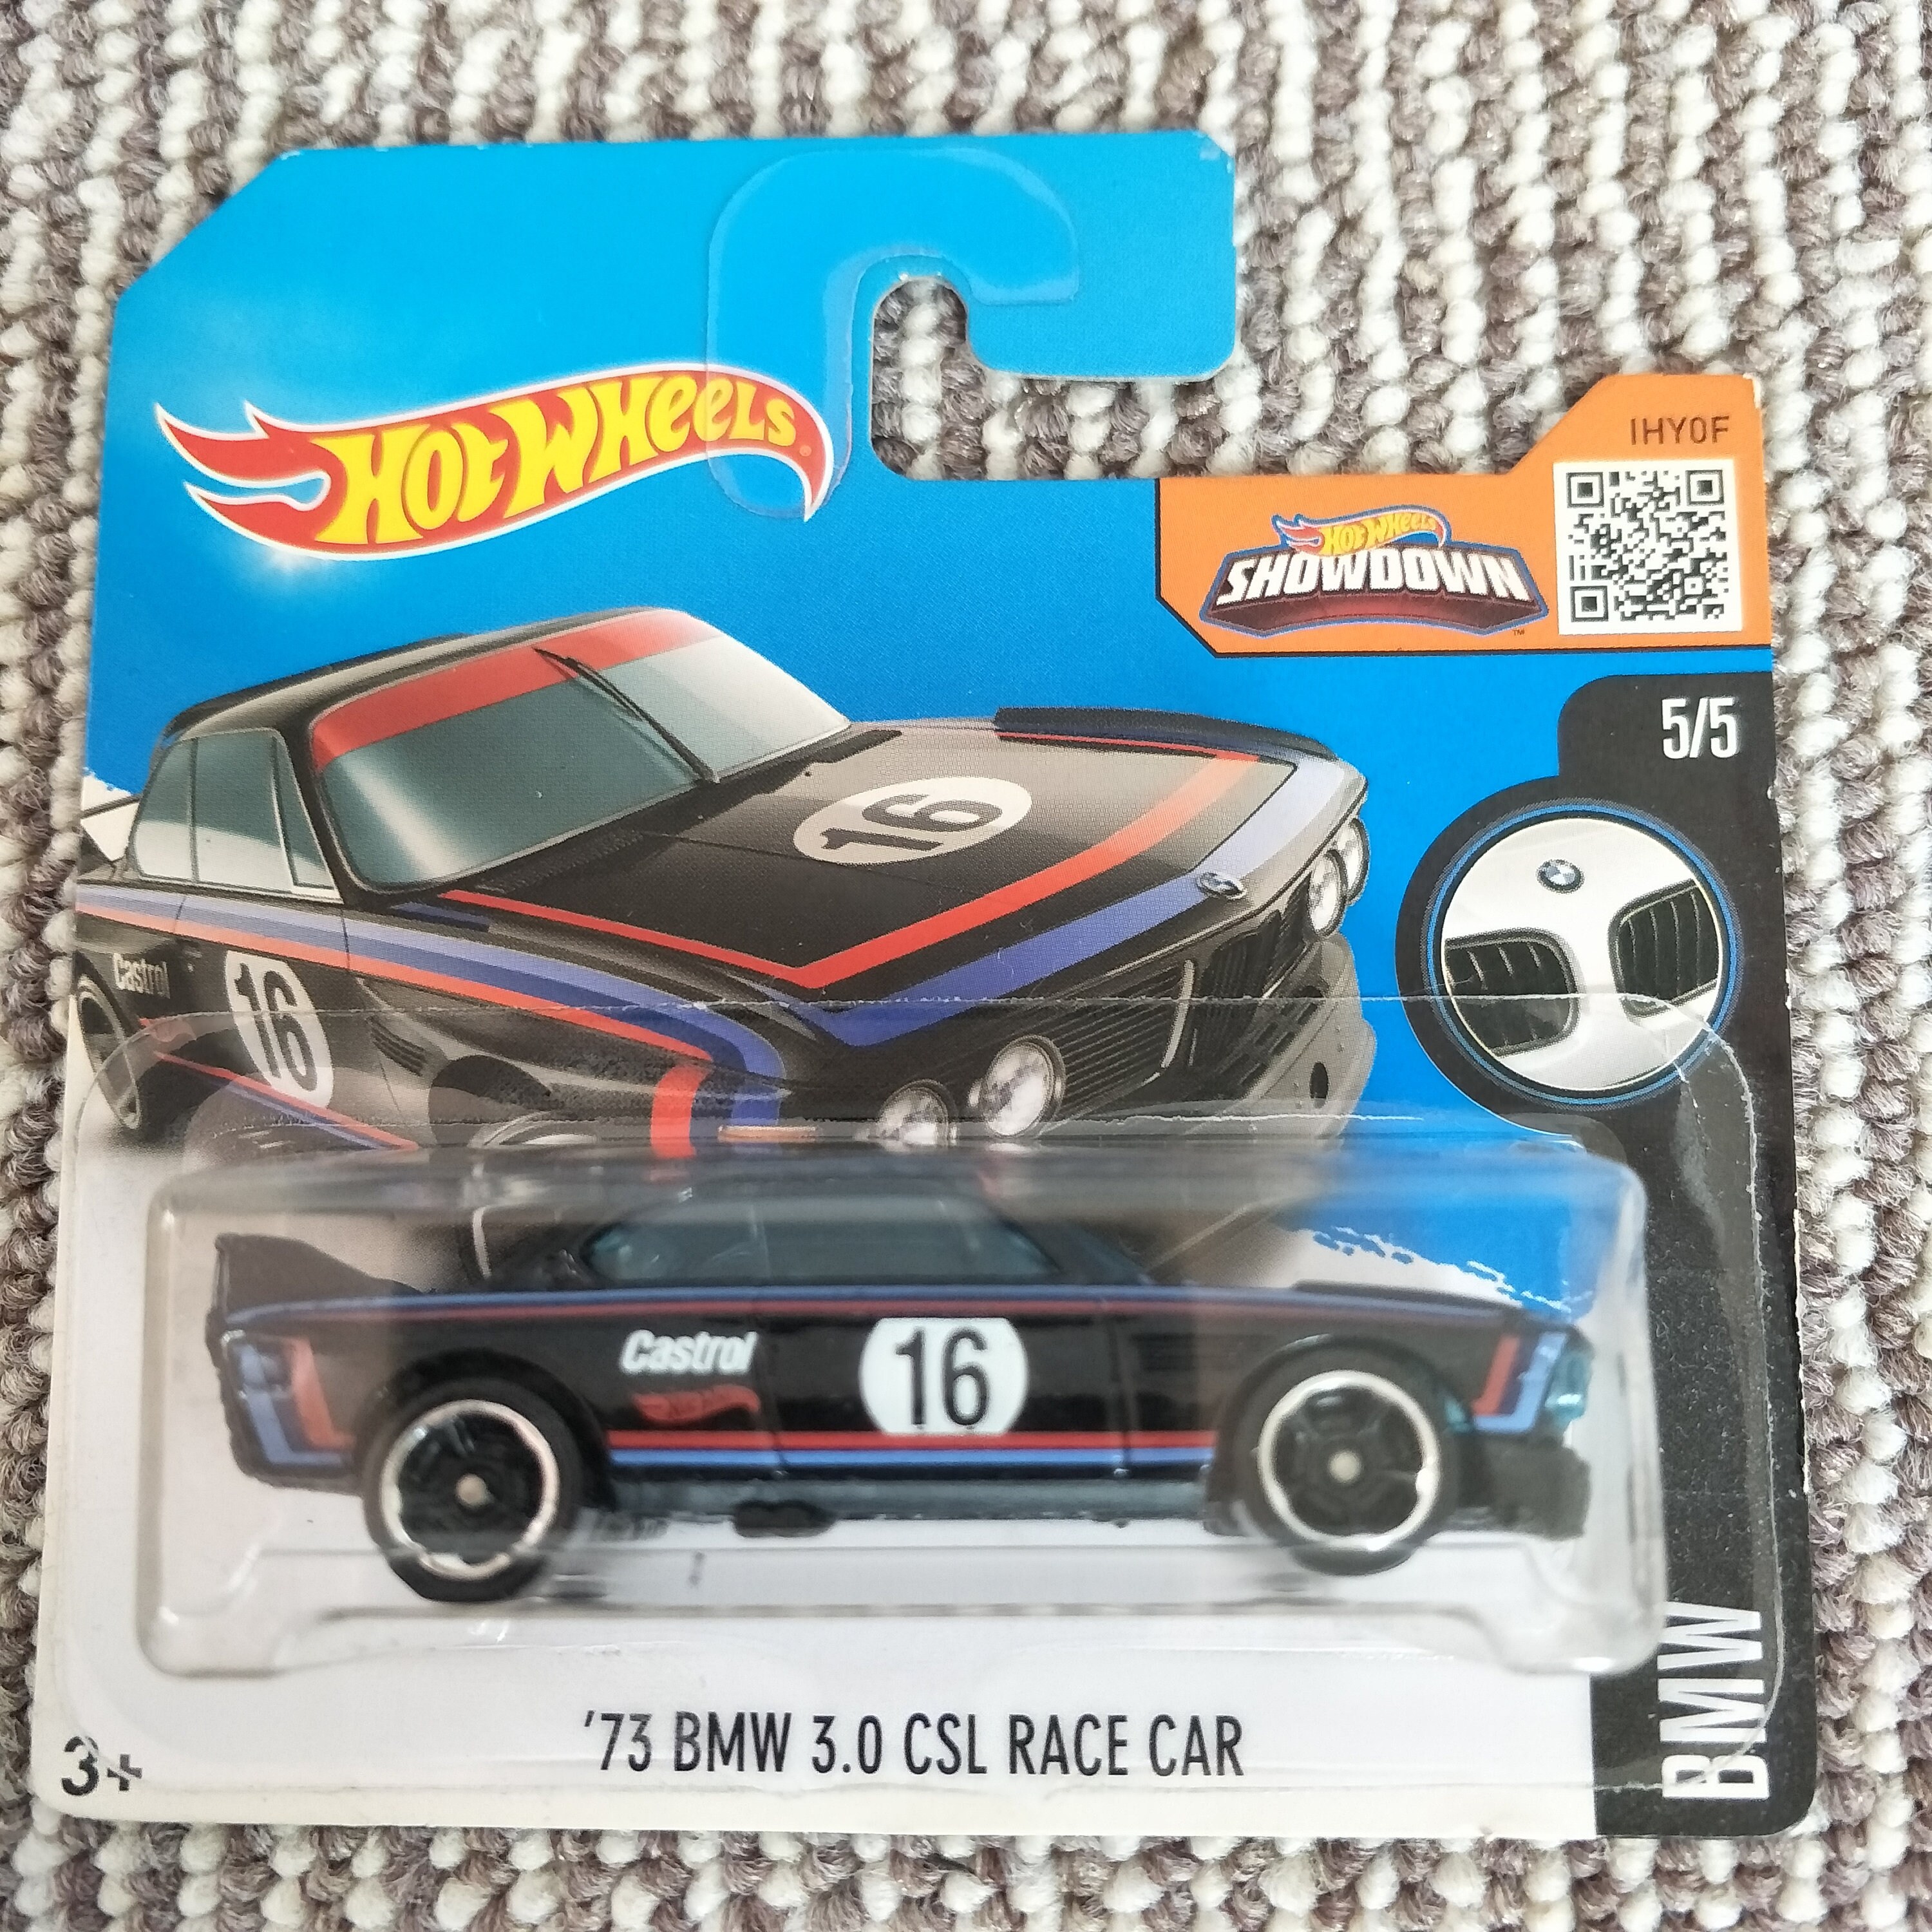 HOT WHEELS
IHY0F
HOT WHEELS
SHOWDOWN™
5/5
16
Castrol
16
Castrol
16
'73 BMW 3.0 CSL RACE CAR
3+
BMW